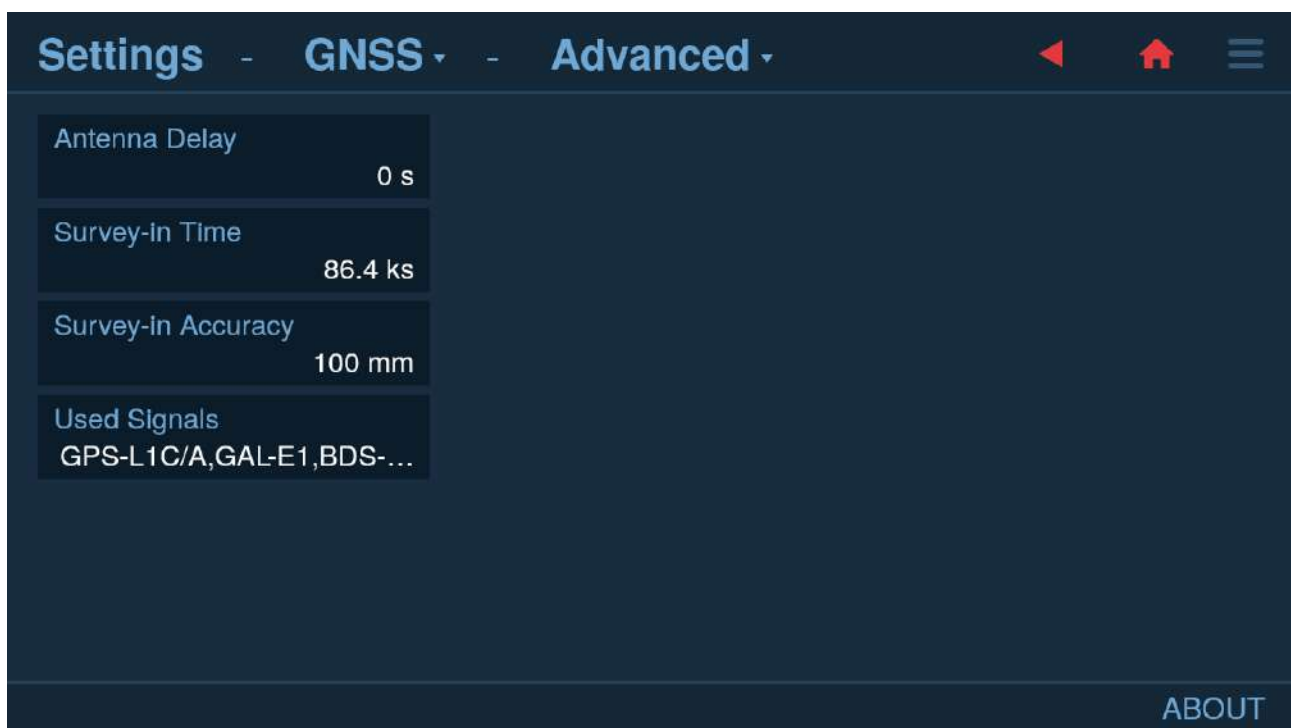 Settings - GNSS - Advanced
Antenna Delay
0 s
Survey-in Time
86.4 ks
Survey-in Accuracy
100 mm
Used Signals
GPS-L1C/A,GAL-E1,BDS-...
ABOUT